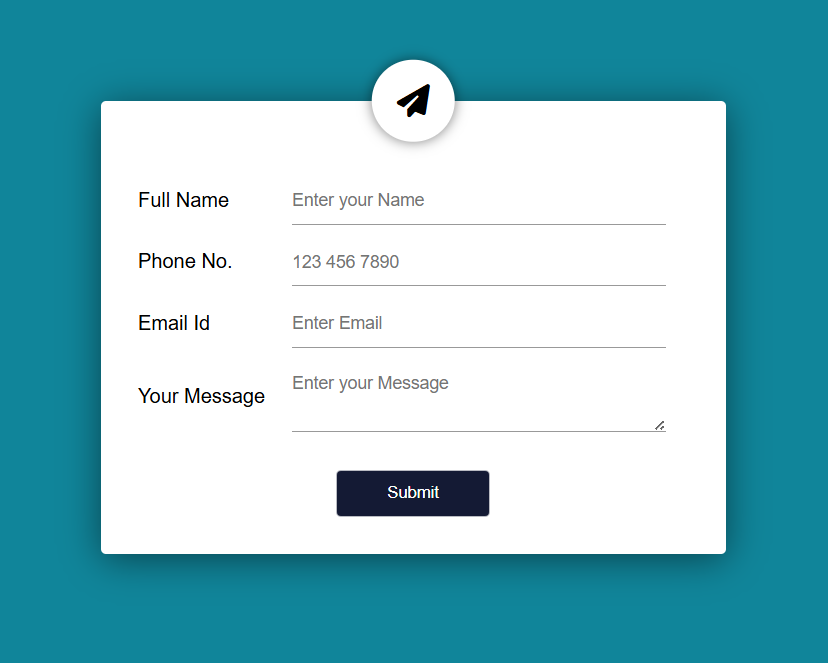 Full Name Enter your Name
Phone No. 123 456 7890
Email Id Enter Email
Your Message Enter your Message
Submit